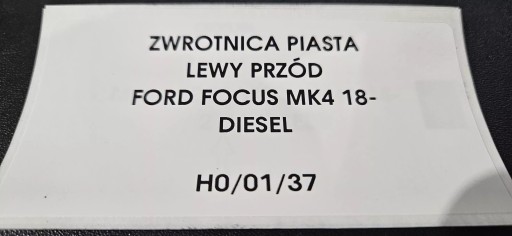 ZWROTNICA PIASTA
LEWY PRZÓD
FORD FOCUS MK4 18-
DIESEL
H0/01/37